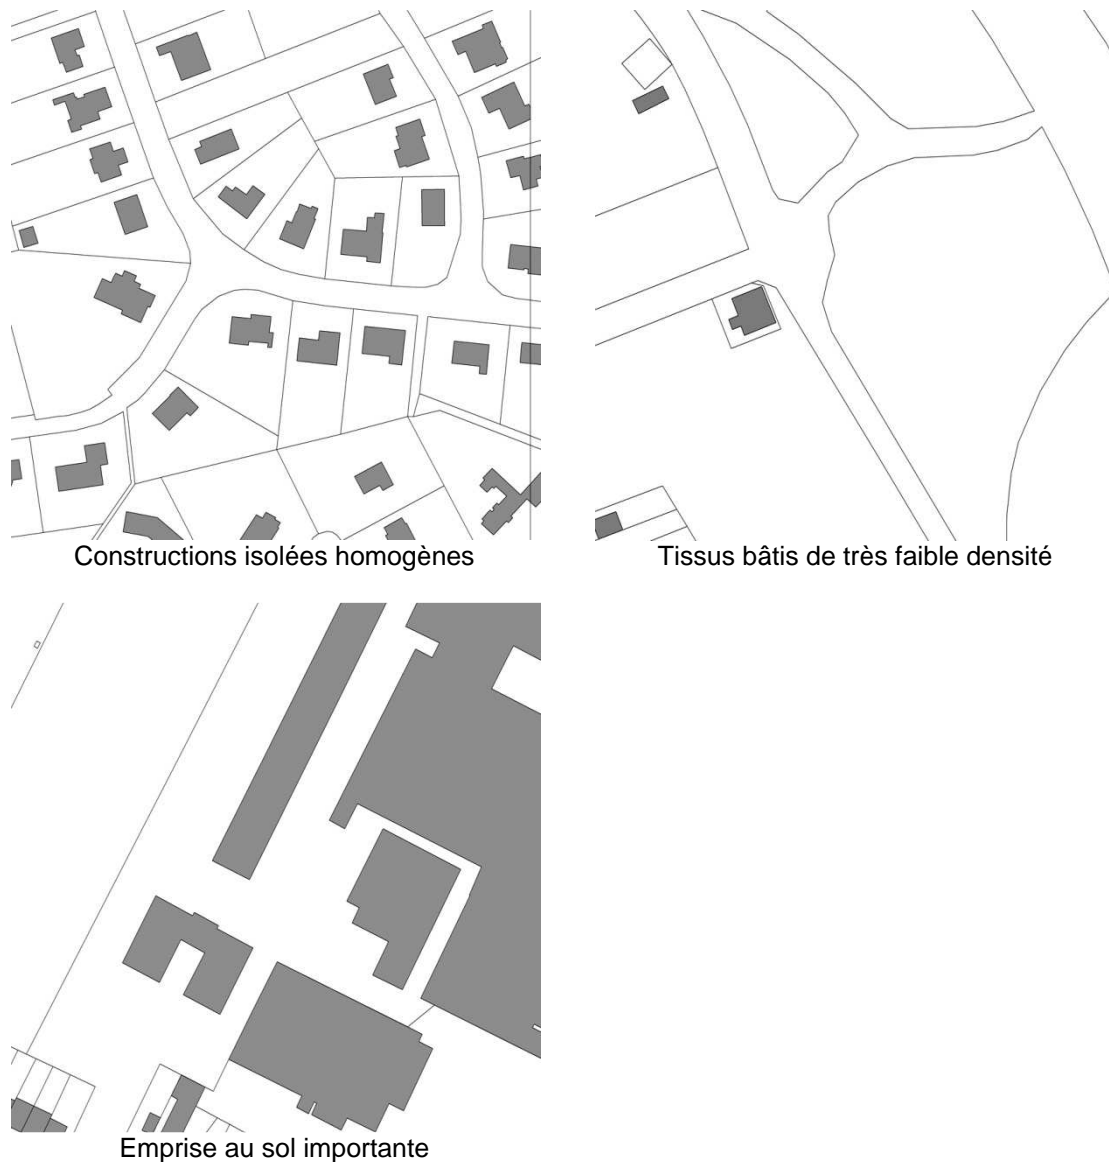 Constructions isolées homogènes
Tissus bâtis de très faible densité
Emprise au sol importante